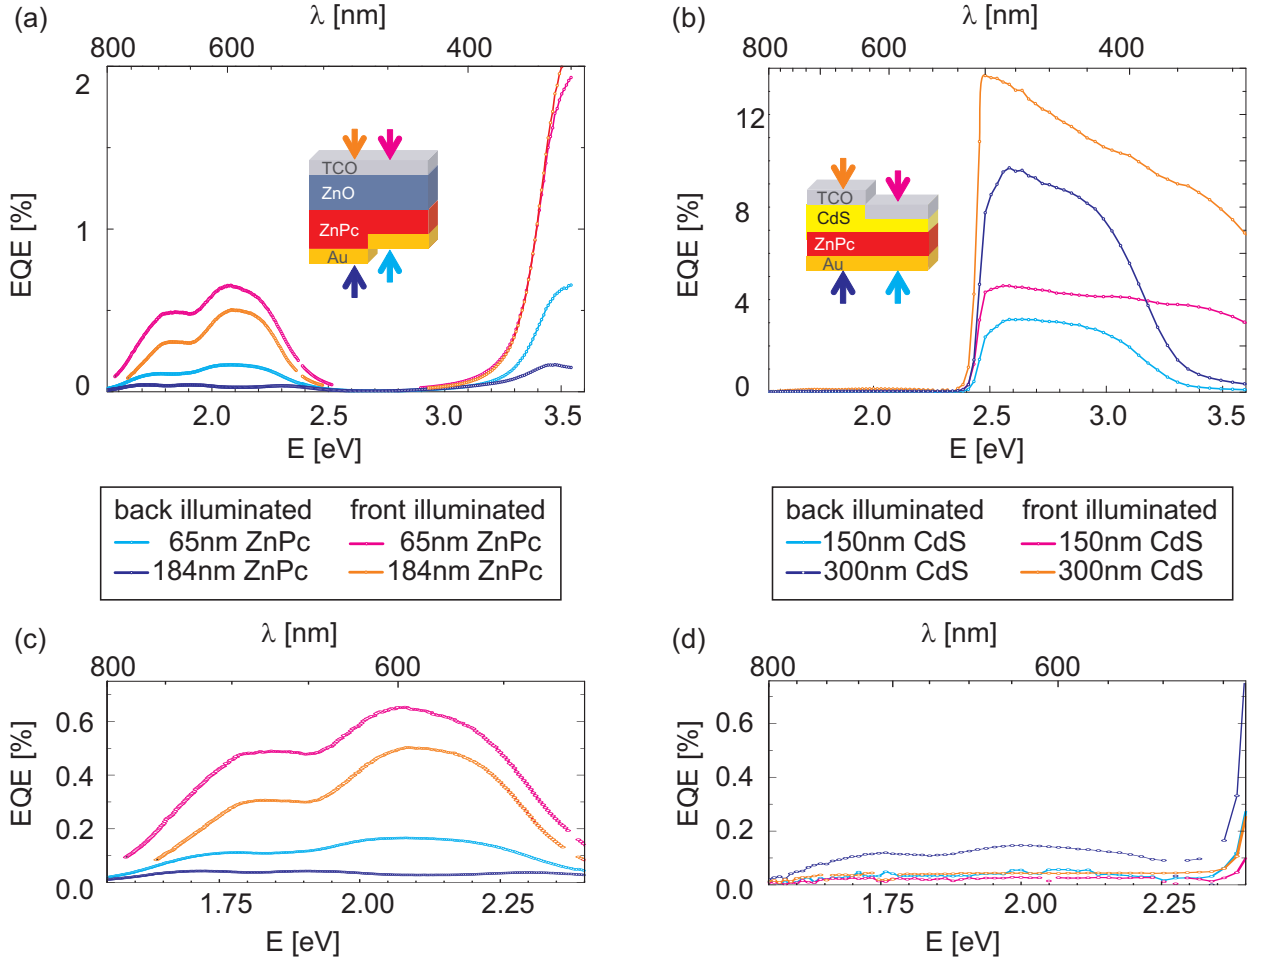 (a)
λ [nm]
800
600
400
2
1
0
EQE [%]
TCO
ZnO
ZnPc
Au
2.0
2.5
3.0
3.5
E [eV]
(b)
λ [nm]
800
600
400
12
8
4
0
EQE [%]
TCO
CdS
ZnPc
Au
2.0
2.5
3.0
3.5
E [eV]
back illuminated front illuminated
65nm ZnPc 65nm ZnPc
184nm ZnPc 184nm ZnPc
back illuminated front illuminated
150nm CdS 150nm CdS
300nm CdS 300nm CdS
(c)
λ [nm]
800
600
0.6
0.4
0.2
0.0
EQE [%]
1.75
2.00
2.25
E [eV]
(d)
λ [nm]
800
600
0.6
0.4
0.2
0.0
EQE [%]
1.75
2.00
2.25
E [eV]